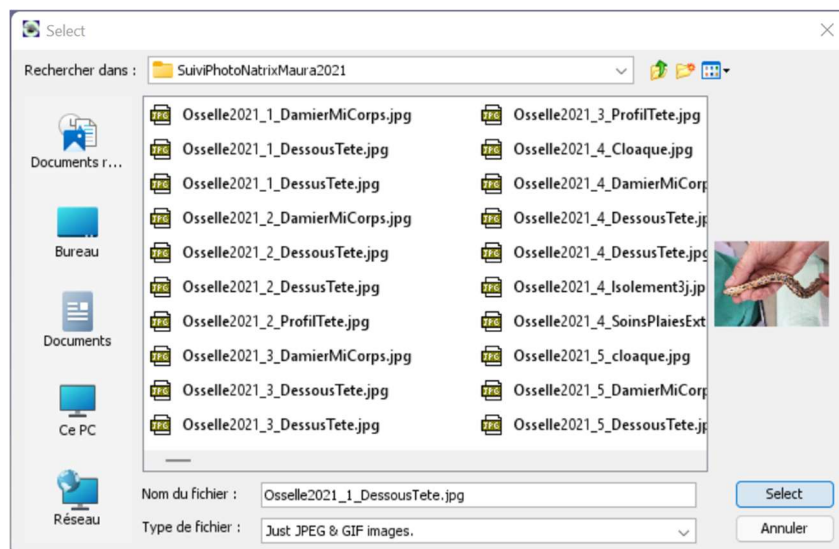 Select
Rechercher dans :
SuiviPhotoNatrixMaura2021
Documents r...
Bureau
Documents
Ce PC
Réseau
Osselle2021_1_DamierMiCorps.jpg
Osselle2021_1_DessousTete.jpg
Osselle2021_1_DessusTete.jpg
Osselle2021_2_DamierMiCorps.jpg
Osselle2021_2_DessousTete.jpg
Osselle2021_2_DessusTete.jpg
Osselle2021_2_ProfilTete.jpg
Osselle2021_3_DamierMiCorps.jpg
Osselle2021_3_DessousTete.jpg
Osselle2021_3_DessusTete.jpg
Osselle2021_3_ProfilTete.jpg
Osselle2021_4_Cloaque.jpg
Osselle2021_4_DamierMiCorp
Osselle2021_4_DessousTete.jp
Osselle2021_4_DessusTete.jpg
Osselle2021_4_Isolement3j.jp
Osselle2021_4_SoinsPlaiesExt
Osselle2021_5_cloaque.jpg
Osselle2021_5_DamierMiCorp
Osselle2021_5_DessousTete.jp
Nom du fichier :
Osselle2021_1_DessousTete.jpg
Select
Type de fichier :
Just JPEG & GIF images.
Annuler